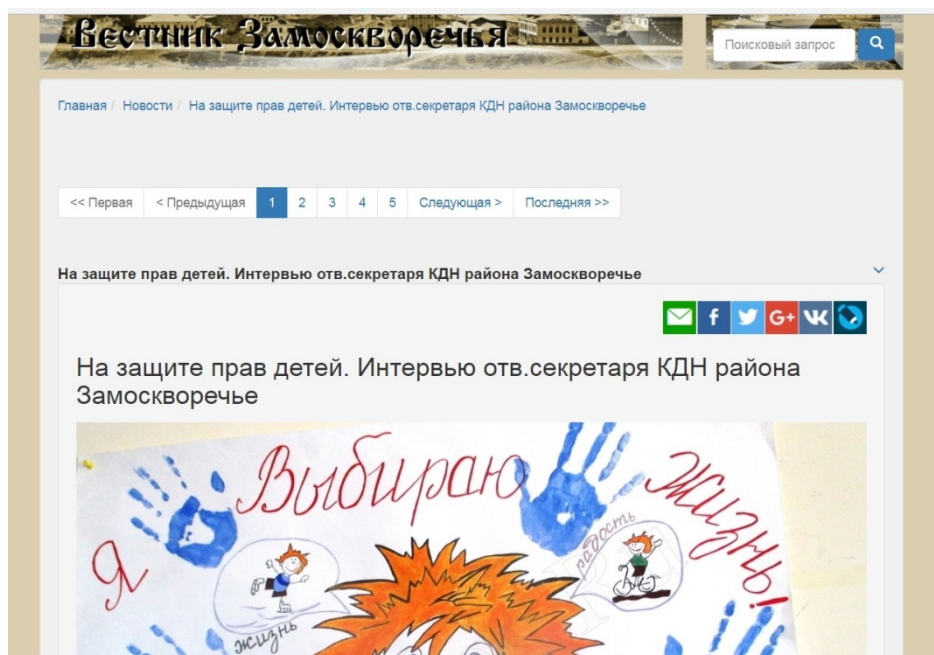 Вестник Замоскворечья
Поисковый запрос
Главная / Новости / На защите прав детей. Интервью отв.секретаря КДН района Замоскворечье
<< Первая < Предыдущая 1 2 3 4 5 Следующая > Последняя >>
На защите прав детей. Интервью отв.секретаря КДН района Замоскворечье
f G+ VK
На защите прав детей. Интервью отв.секретаря КДН района
Замоскворечье
Я Выбираю Жизнь!
радость
жизнь